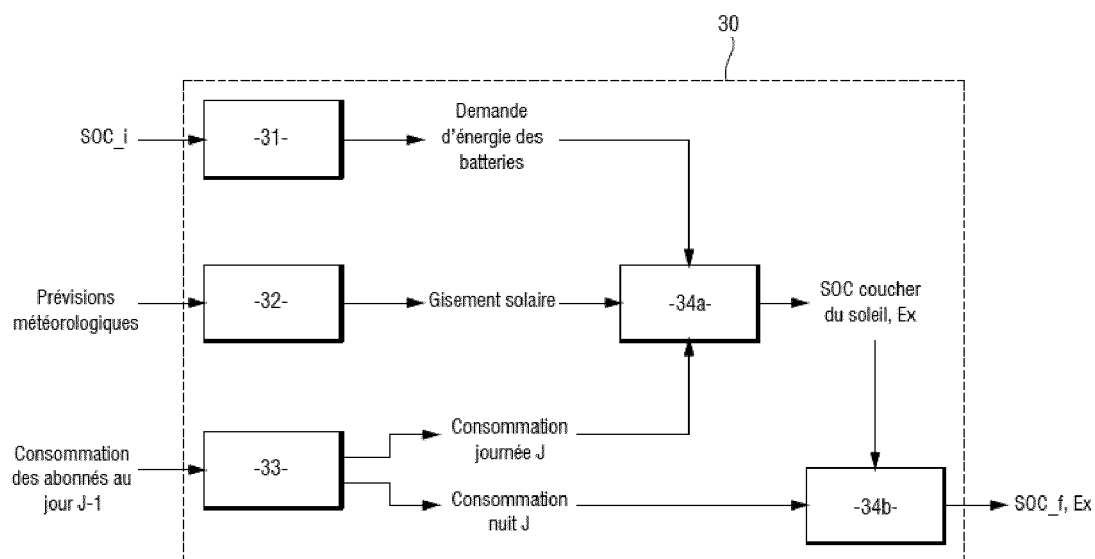 30
SOC_i
-31-
Demande
d'énergie des
batteries
Prévisions
météorologiques
-32-
Gisement solaire
-34a-
SOC coucher
du soleil, Ex
Consommation
des abonnés au
jour J-1
-33-
Consommation
journée J
Consommation
nuit J
-34b-
SOC_f, Ex